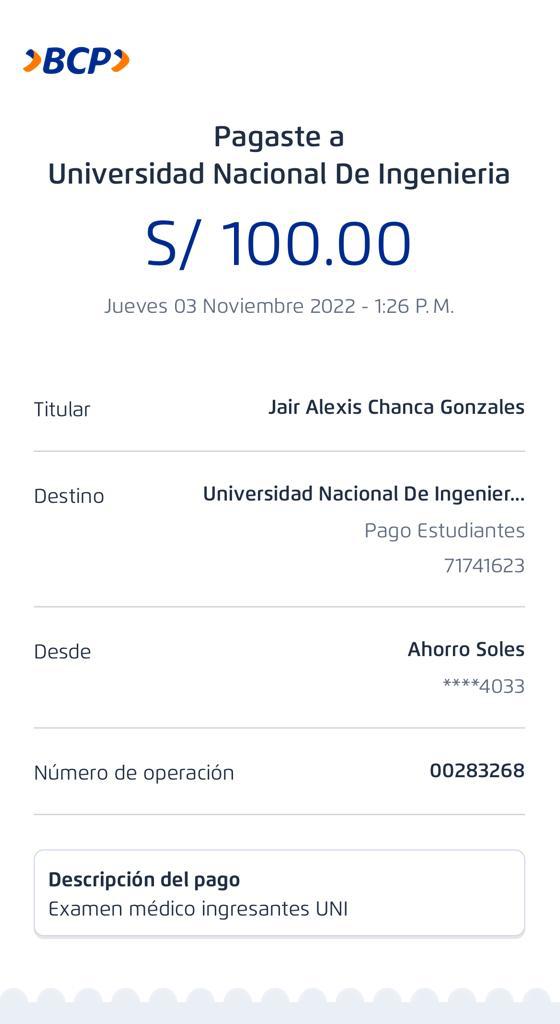 BCP
Pagaste a
Universidad Nacional De Ingenieria
S/ 100.00
Jueves 03 Noviembre 2022 - 1:26 P.M.
Titular
Jair Alexis Chanca Gonzales
Destino
Universidad Nacional De Ingenier...
Pago Estudiantes
71741623
Desde
Ahorro Soles
****4033
Número de operación
00283268
Descripción del pago
Examen médico ingresantes UNI